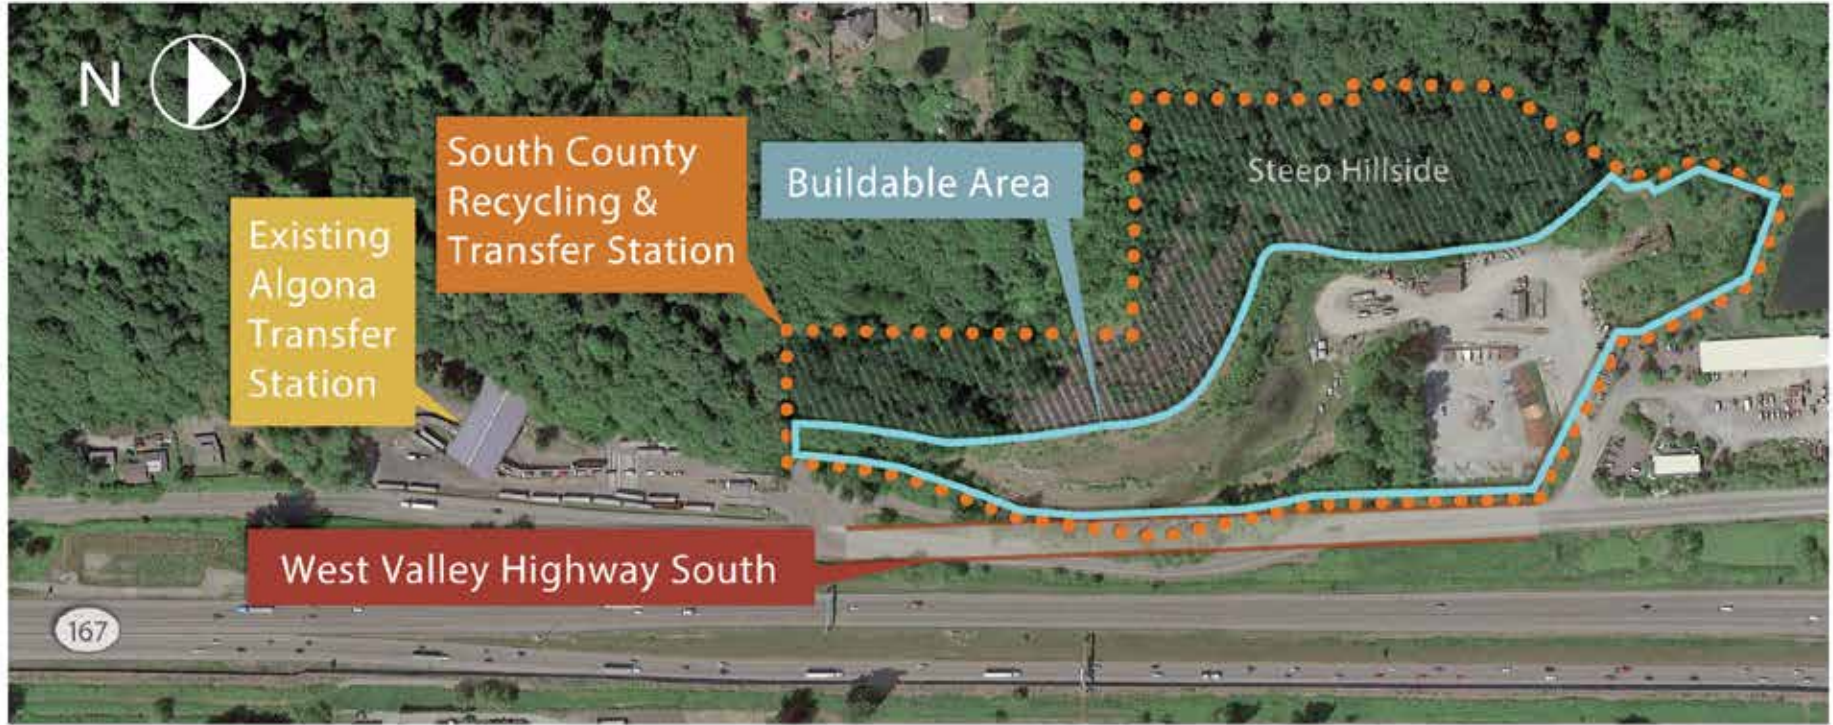 N
South County
Recycling &
Transfer Station
Buildable Area
Steep Hillside
Existing
Algona
Transfer
Station
West Valley Highway South
167